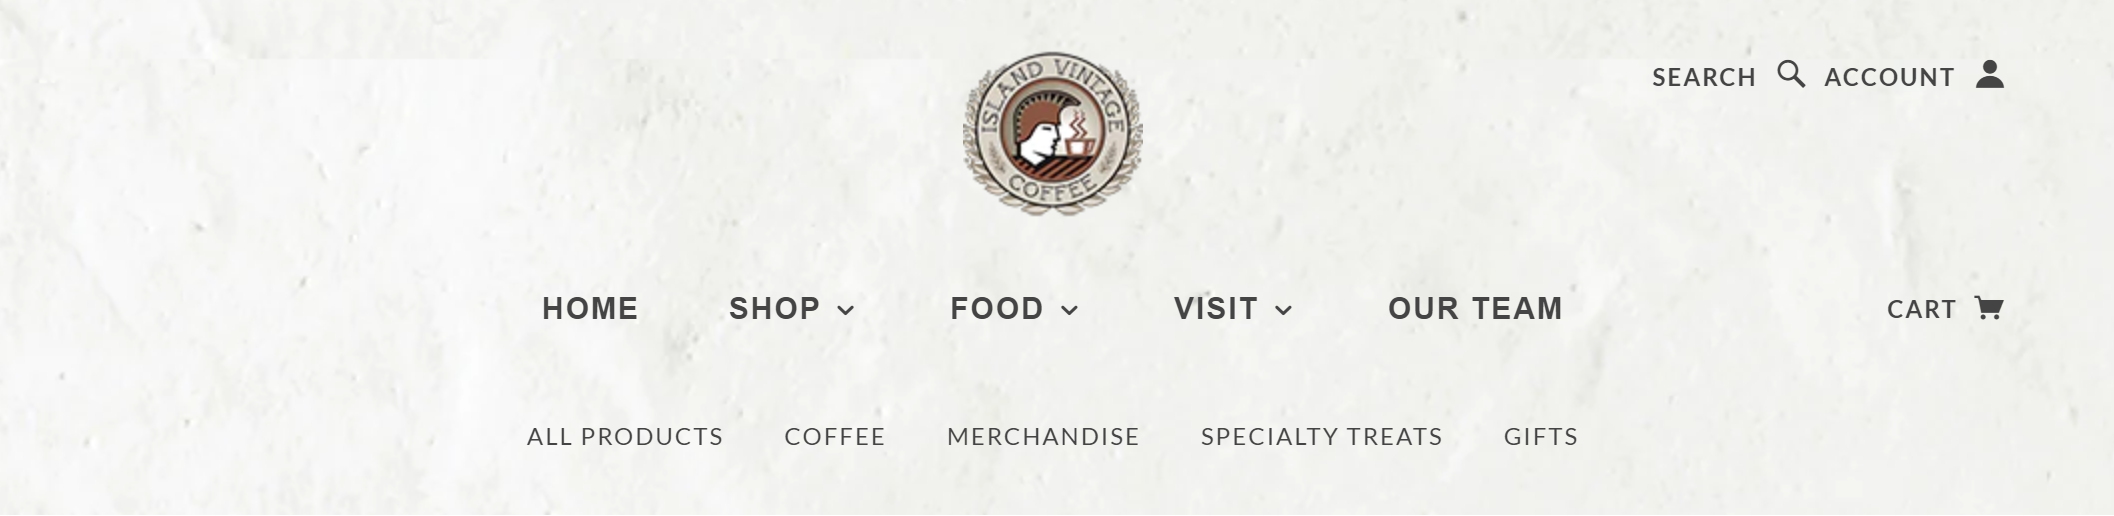 ISLAND VINTAGE
COFFEE
SEARCH ACCOUNT
HOME SHOP FOOD VISIT OUR TEAM CART
ALL PRODUCTS COFFEE MERCHANDISE SPECIALTY TREATS GIFTS